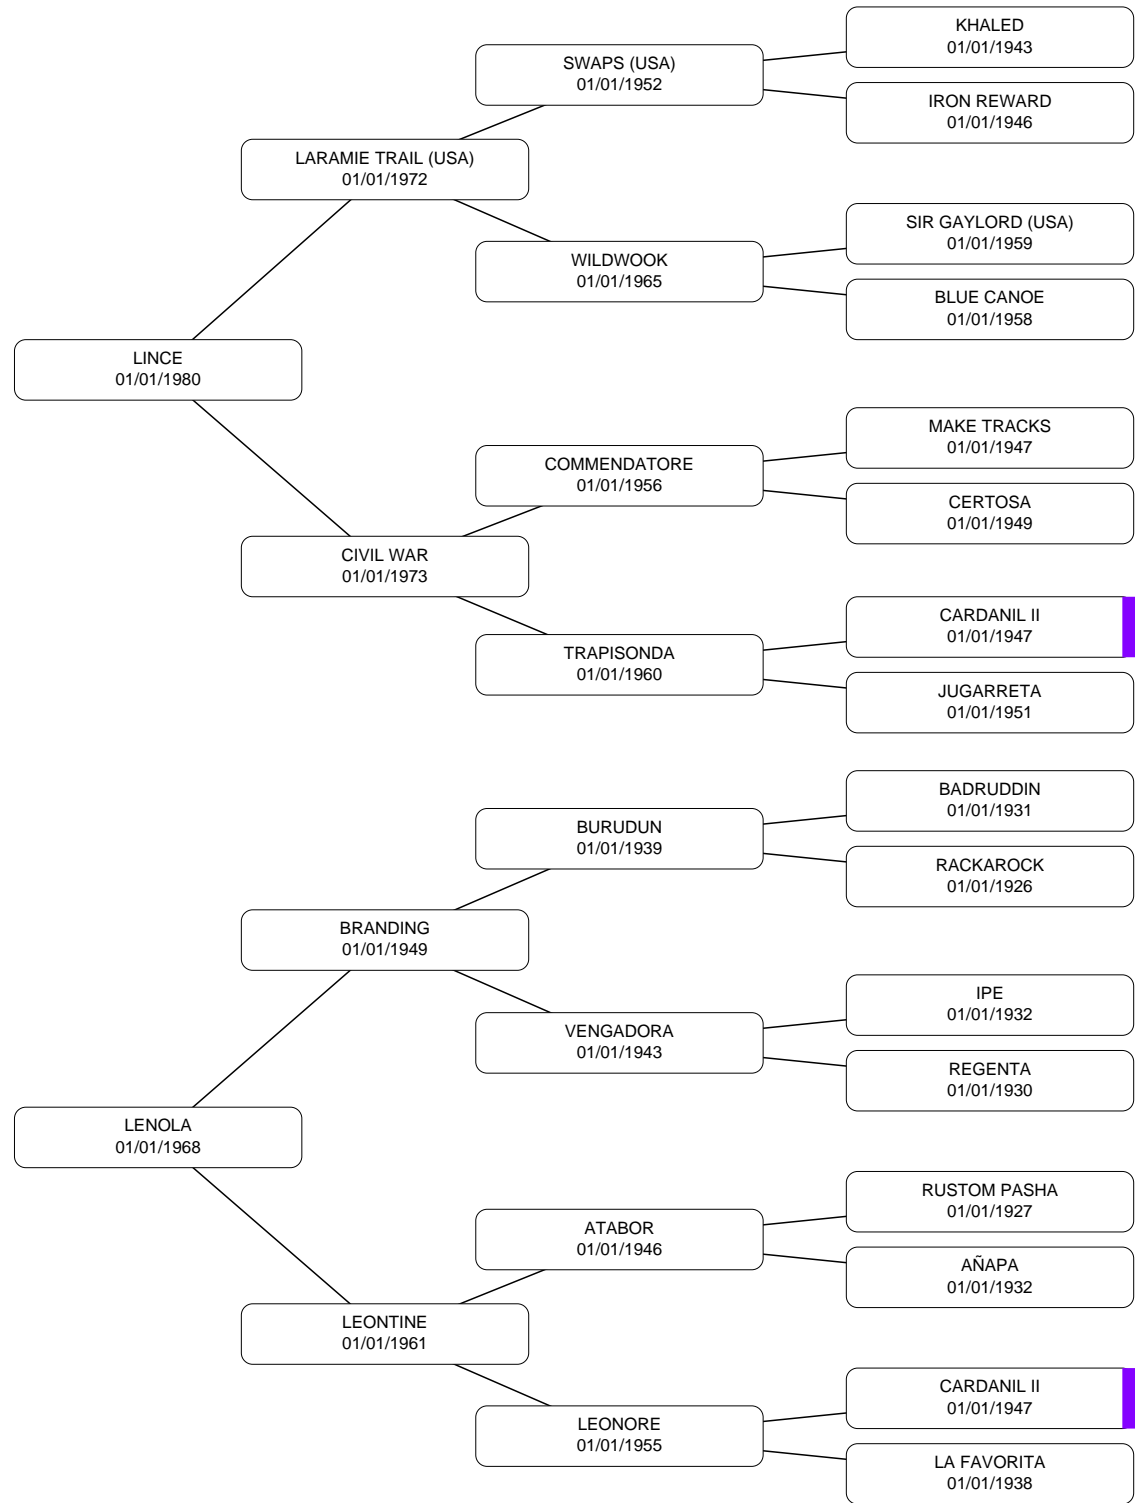 KHALED
01/01/1943
SWAPS (USA)
01/01/1952
IRON REWARD
01/01/1946
LARAMIE TRAIL (USA)
01/01/1972
SIR GAYLORD (USA)
01/01/1959
WILDWOOK
01/01/1965
BLUE CANOE
01/01/1958
LINCE
01/01/1980
MAKE TRACKS
01/01/1947
COMMENDATORE
01/01/1956
CERTOSA
01/01/1949
CIVIL WAR
01/01/1973
CARDANIL II
01/01/1947
TRAPISONDA
01/01/1960
JUGARRETA
01/01/1951
BADRUDDIN
01/01/1931
BURUDUN
01/01/1939
RACKAROCK
01/01/1926
BRANDING
01/01/1949
IPE
01/01/1932
VENGADORA
01/01/1943
REGENTA
01/01/1930
LENOLA
01/01/1968
RUSTOM PASHA
01/01/1927
ATABOR
01/01/1946
AÑAPA
01/01/1932
LEONTINE
01/01/1961
CARDANIL II
01/01/1947
LEONORE
01/01/1955
LA FAVORITA
01/01/1938